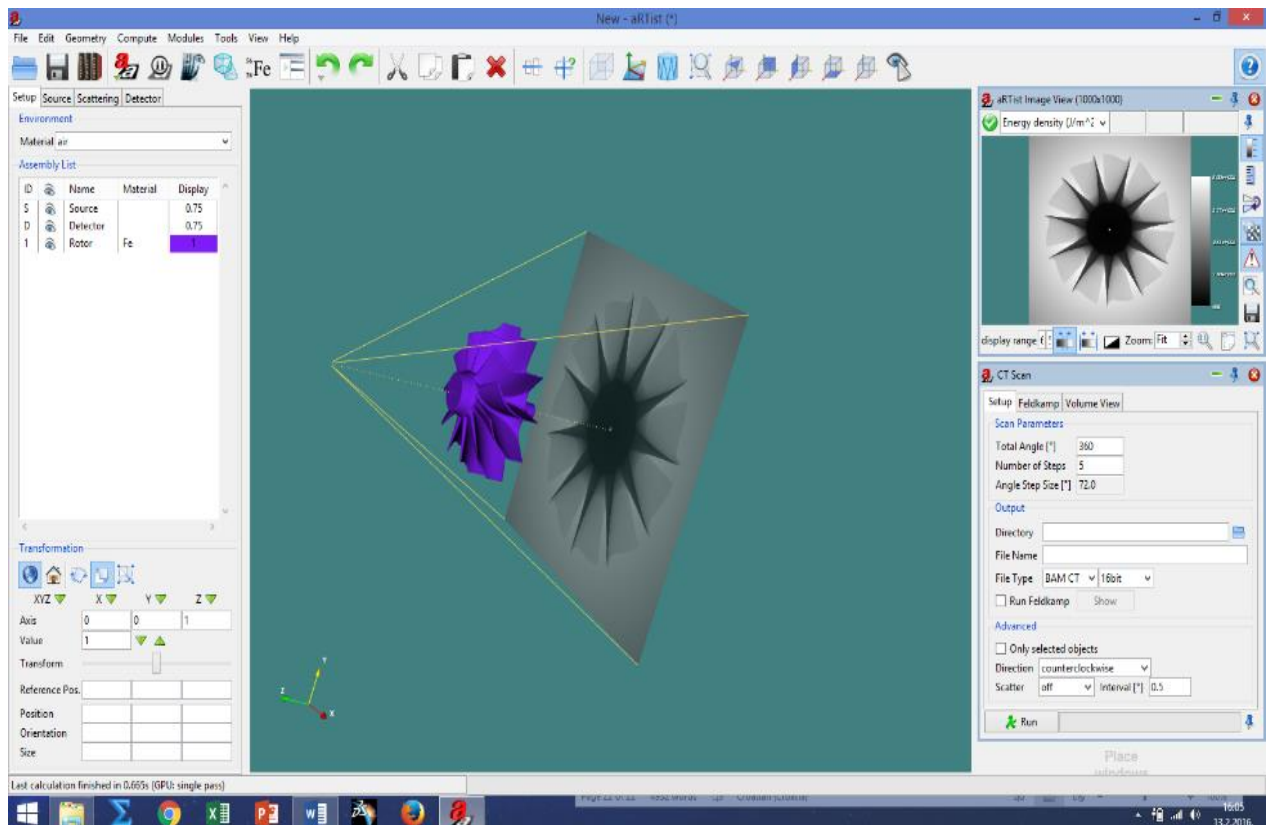 New - aRTist (*)
File Edit Geometry Compute Modules Tools View Help
Fe
Setup Source Scattering Detector
Environment
Material air
Assembly List
ID Name Material Display
S Source 0.75
D Detector 0.75
1 Rotor Fe 1
Transformation
XYZ X Y Z
Axis 0 0 1
Value 1
Transform
Reference Pos.
Position
Orientation
Size
Y
Z
X
aRTist Image View (1000x1000)
Energy density (J/m^2
display range Zoom: Fit
CT Scan
Setup Feldkamp Volume View
Scan Parameters
Total Angle [°] 360
Number of Steps 5
Angle Step Size [°] 72.0
Output
Directory
File Name
File Type BAM CT 16bit
Run Feldkamp Show
Advanced
Only selected objects
Direction counterclockwise
Scatter off Interval [°] 0.5
Run
Place
windows
Last calculation finished in 0.665s (GPU: single pass)
16:05
13.2.2016.